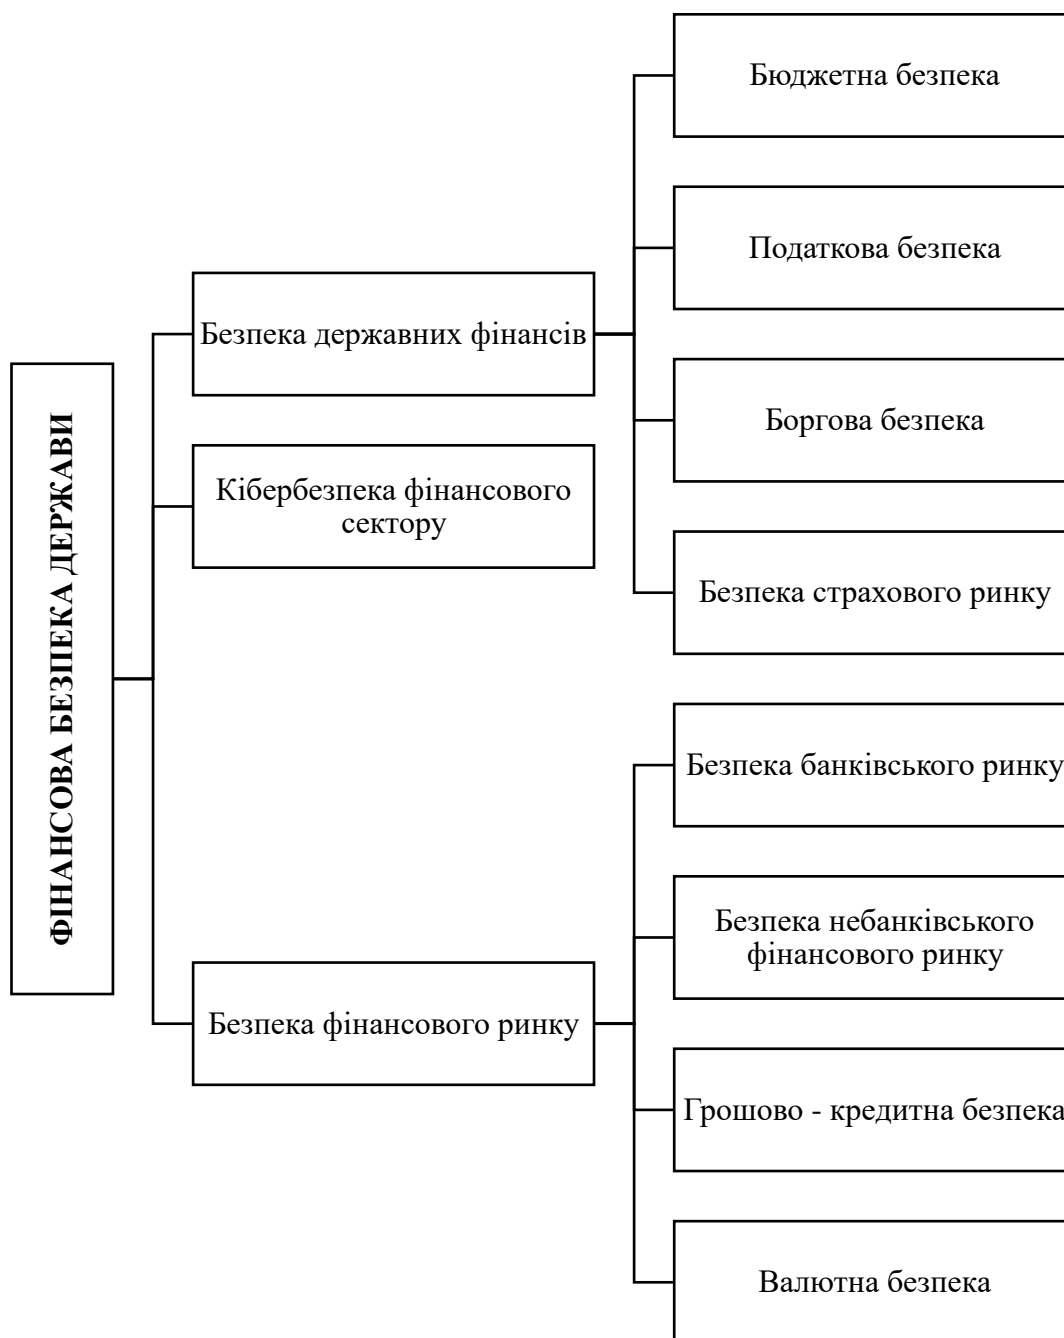 ФІНАНСОВА БЕЗПЕКА ДЕРЖАВИ
Безпека державних фінансів
Бюджетна безпека
Податкова безпека
Боргова безпека
Безпека страхового ринку
Кібербезпека фінансового
сектору
Безпека фінансового ринку
Безпека банківського ринку
Безпека небанківського
фінансового ринку
Грошово - кредитна безпека
Валютна безпека